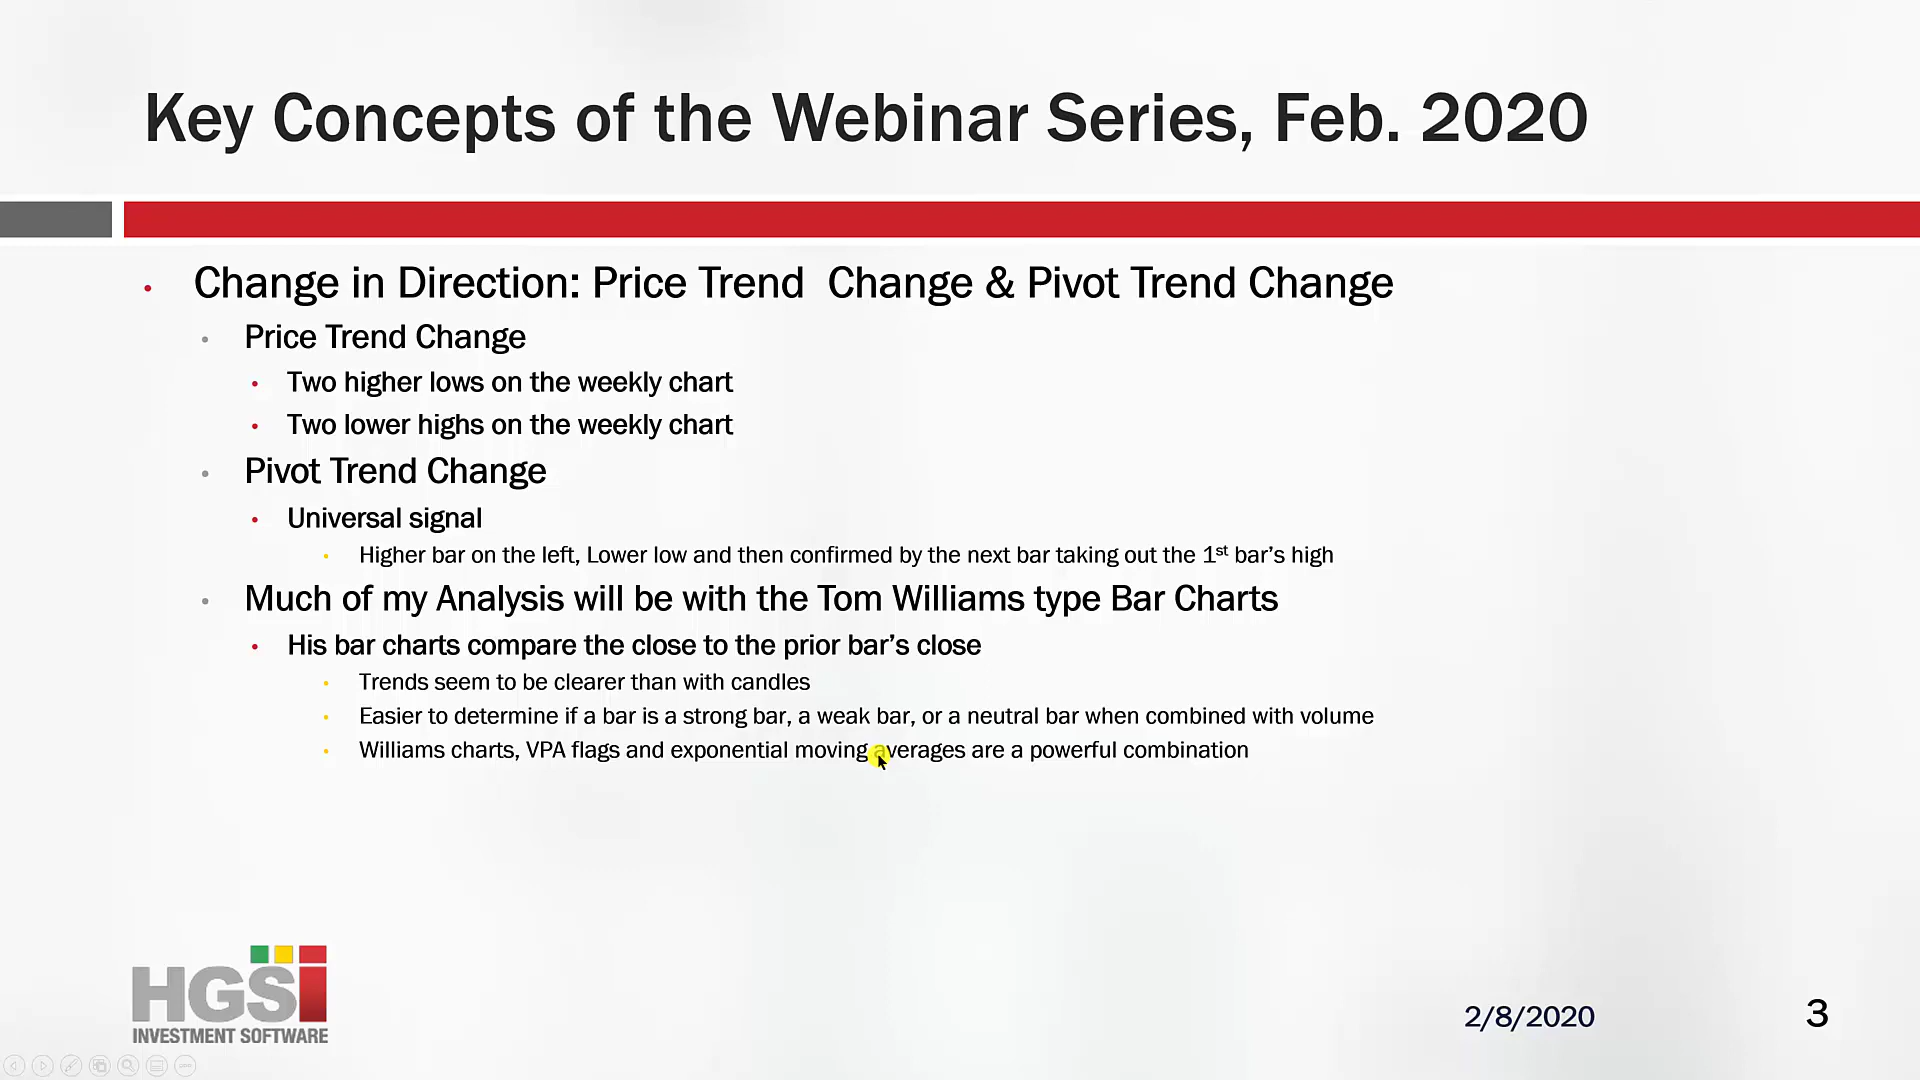 Key Concepts of the Webinar Series, Feb. 2020
Change in Direction: Price Trend  Change & Pivot Trend Change
Price Trend Change
Two higher lows on the weekly chart
Two lower highs on the weekly chart
Pivot Trend Change
Universal signal
Higher bar on the left, Lower low and then confirmed by the next bar taking out the 1st bar's high
Much of my Analysis will be with the Tom Williams type Bar Charts
His bar charts compare the close to the prior bar's close
Trends seem to be clearer than with candles
Easier to determine if a bar is a strong bar, a weak bar, or a neutral bar when combined with volume
Williams charts, VPA flags and exponential moving averages are a powerful combination
HGSi
INVESTMENT SOFTWARE
2/8/2020
3